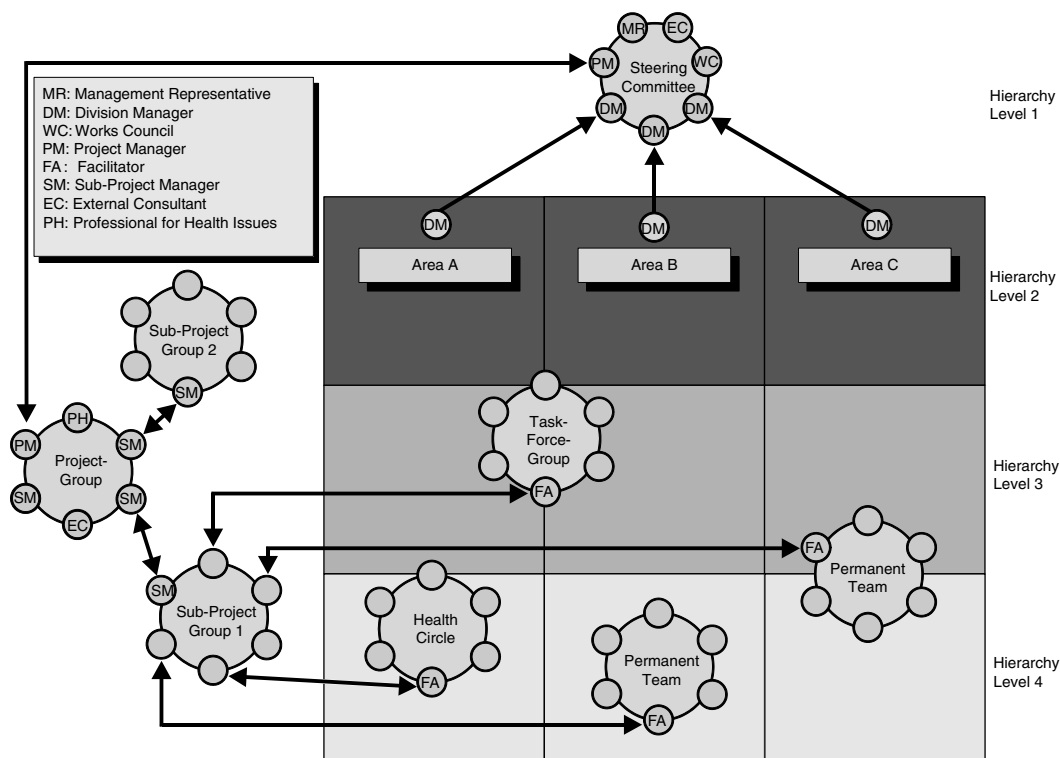 MR
EC
PM
Steering
Committee
WC
DM
DM
DM
Hierarchy
Level 1
MR: Management Representative
DM: Division Manager
WC: Works Council
PM: Project Manager
FA : Facilitator
SM: Sub-Project Manager
EC: External Consultant
PH: Professional for Health Issues
DM
DM
DM
Area A
Area B
Area C
Hierarchy
Level 2
Sub-Project
Group 2
SM
PH
PM
SM
Project-
Group
SM
SM
EC
Task-
Force-
Group
FA
Hierarchy
Level 3
FA
Permanent
Team
SM
Sub-Project
Group 1
Health
Circle
FA
Permanent
Team
FA
Hierarchy
Level 4